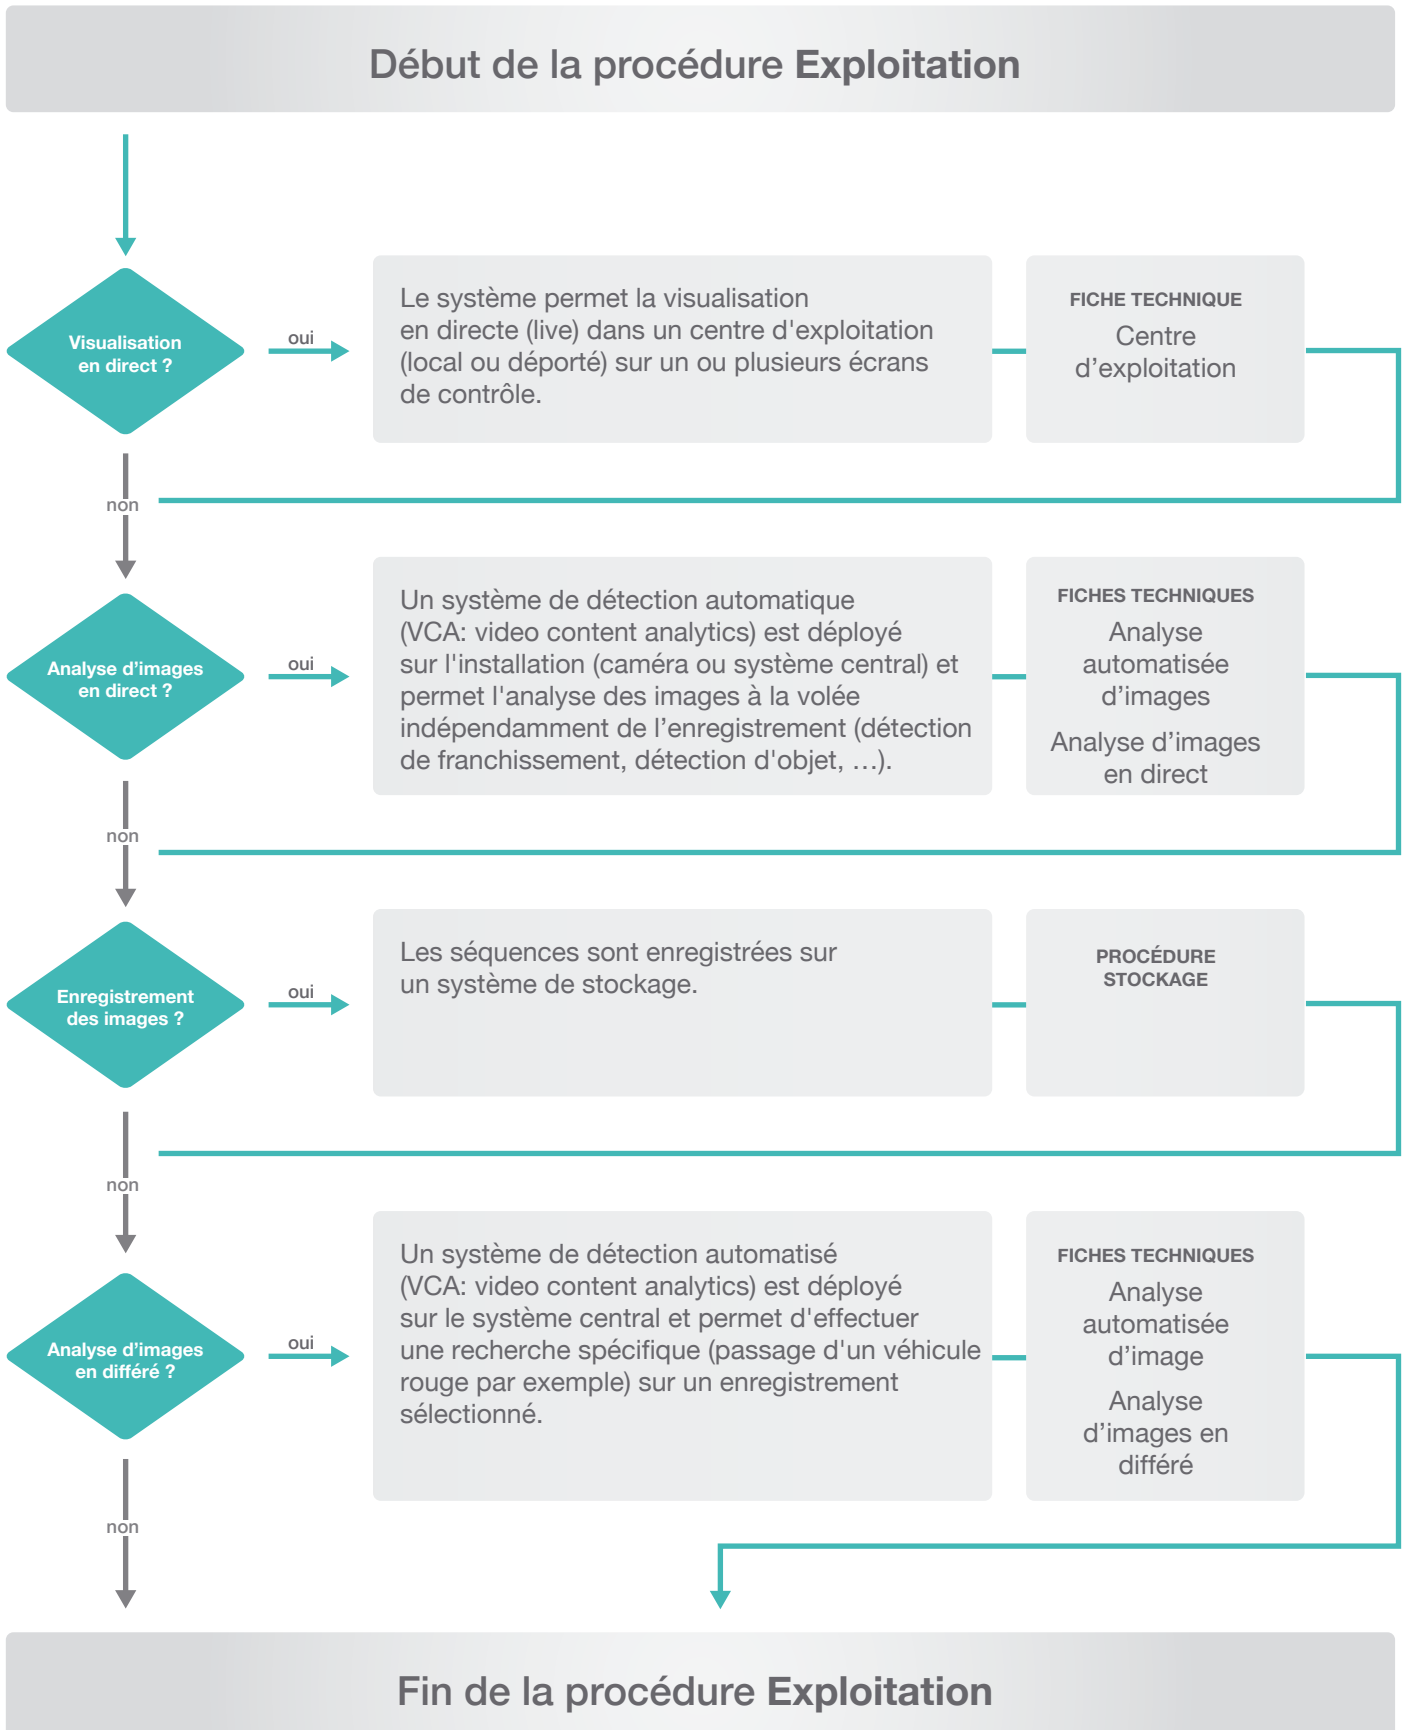 Début de la procédure Exploitation
Visualisation
en direct ?
oui
Le système permet la visualisation
en directe (live) dans un centre d'exploitation
(local ou déporté) sur un ou plusieurs écrans
de contrôle.
FICHE TECHNIQUE
Centre
d’exploitation
non
Analyse d’images
en direct ?
oui
Un système de détection automatique
(VCA: video content analytics) est déployé
sur l'installation (caméra ou système central) et
permet l'analyse des images à la volée
indépendamment de l’enregistrement (détection
de franchissement, détection d'objet, …).
FICHES TECHNIQUES
Analyse
automatisée
d’images
Analyse d’images
en direct
non
Enregistrement
des images ?
oui
Les séquences sont enregistrées sur
un système de stockage.
PROCÉDURE
STOCKAGE
non
Analyse d’images
en différé ?
oui
Un système de détection automatisé
(VCA: video content analytics) est déployé
sur le système central et permet d'effectuer
une recherche spécifique (passage d'un véhicule
rouge par exemple) sur un enregistrement
sélectionné.
FICHES TECHNIQUES
Analyse
automatisée
d’image
Analyse
d’images en
différé
non
Fin de la procédure Exploitation